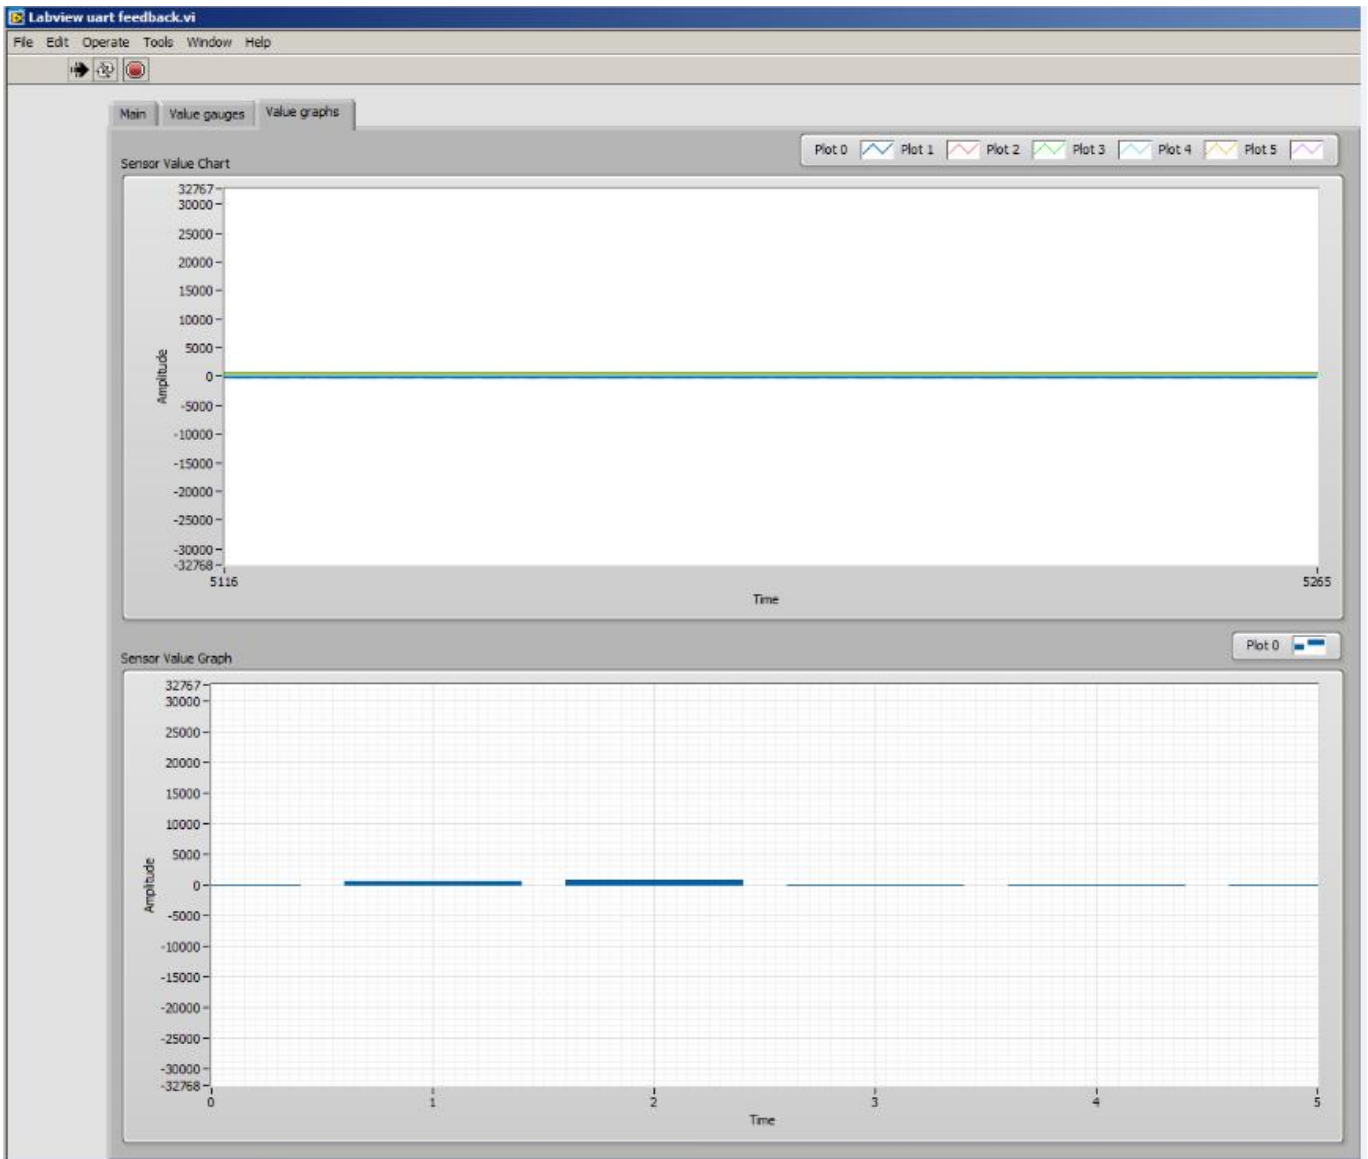 Labview uart feedback.vi
File Edit Operate Tools Window Help
Main Value gauges Value graphs
Plot 0 Plot 1 Plot 2 Plot 3 Plot 4 Plot 5
Sensor Value Chart
32767
30000
25000
20000
15000
10000
5000
0
-5000
-10000
-15000
-20000
-25000
-30000
-32768
Amplitude
5116 5265
Time
Plot 0
Sensor Value Graph
32767
30000
25000
20000
15000
10000
5000
0
-5000
-10000
-15000
-20000
-25000
-30000
-32768
Amplitude
0 1 2 3 4 5
Time